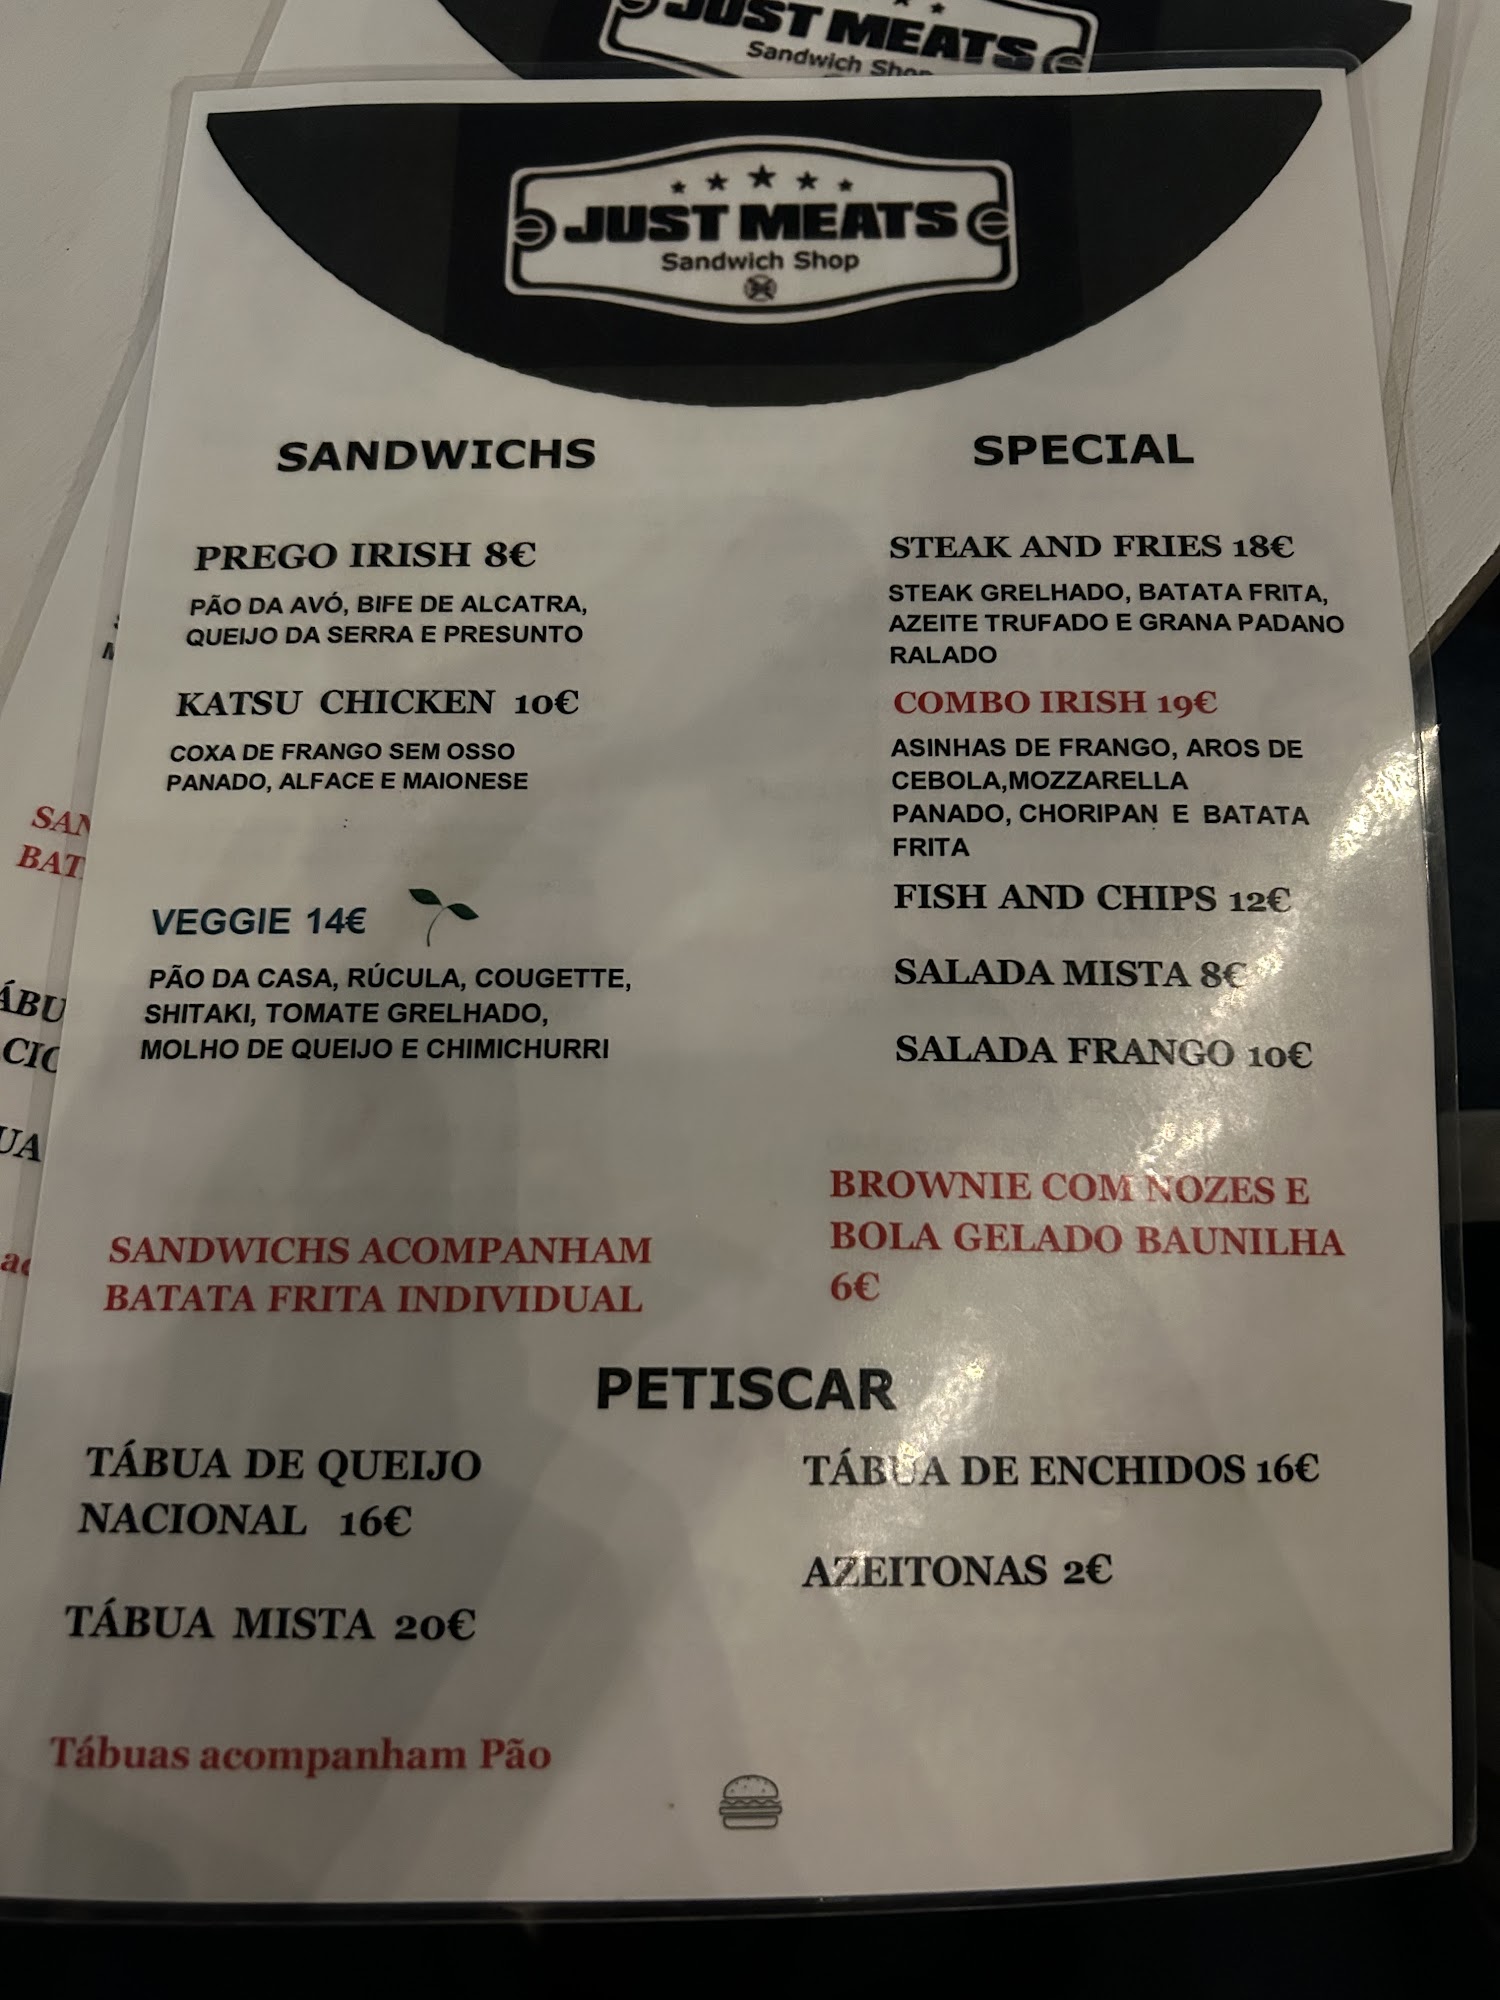 JUST MEATS
Sandwich Shop
JUST MEATS
Sandwich Shop
SANDWICHS
PREGO IRISH 8€
PÃO DA AVÓ, BIFE DE ALCATRA,
QUEIJO DA SERRA E PRESUNTO
KATSU CHICKEN 10€
COXA DE FRANGO SEM OSSO
PANADO, ALFACE E MAIONESE
VEGGIE 14€
PÃO DA CASA, RÚCULA, COUGETTE,
SHITAKI, TOMATE GRELHADO,
MOLHO DE QUEIJO E CHIMICHURRI
SANDWICHS ACOMPANHAM
BATATA FRITA INDIVIDUAL
SPECIAL
STEAK AND FRIES 18€
STEAK GRELHADO, BATATA FRITA,
AZEITE TRUFADO E GRANA PADANO
RALADO
COMBO IRISH 19€
ASINHAS DE FRANGO, AROS DE
CEBOLA,MOZZARELLA
PANADO, CHORIPAN E BATATA
FRITA
FISH AND CHIPS 12€
SALADA MISTA 8€
SALADA FRANGO 10€
BROWNIE COM NOZES E
BOLA GELADO BAUNILHA
6€
PETISCAR
TÁBUA DE QUEIJO
NACIONAL 16€
TÁBUA MISTA 20€
TÁBUA DE ENCHIDOS 16€
AZEITONAS 2€
Tábuas acompanham Pão
SAN
BAT
ÁBU
CIO
UA
ac